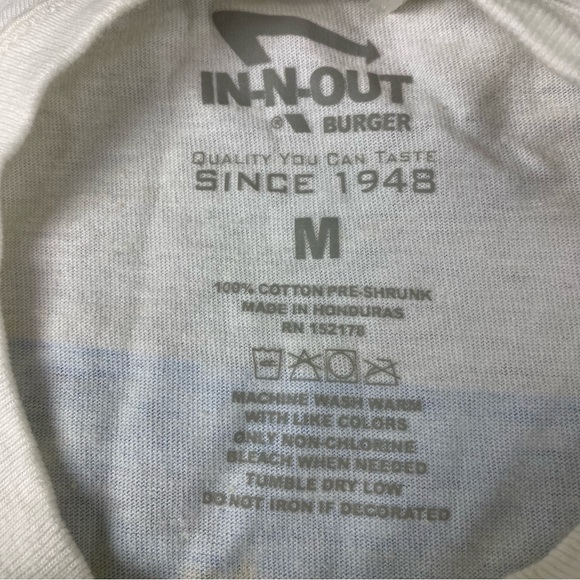 IN-N-OUT
® BURGER
QUALITY YOU CAN TASTE
SINCE 1948
M
100% COTTON PRE-SHRUNK
MADE IN HONDURAS
RN 152178
MACHINE WASH WARM
WITH LIKE COLORS
ONLY NON-CHLORINE
BLEACH WHEN NEEDED
TUMBLE DRY LOW
DO NOT IRON IF DECORATED